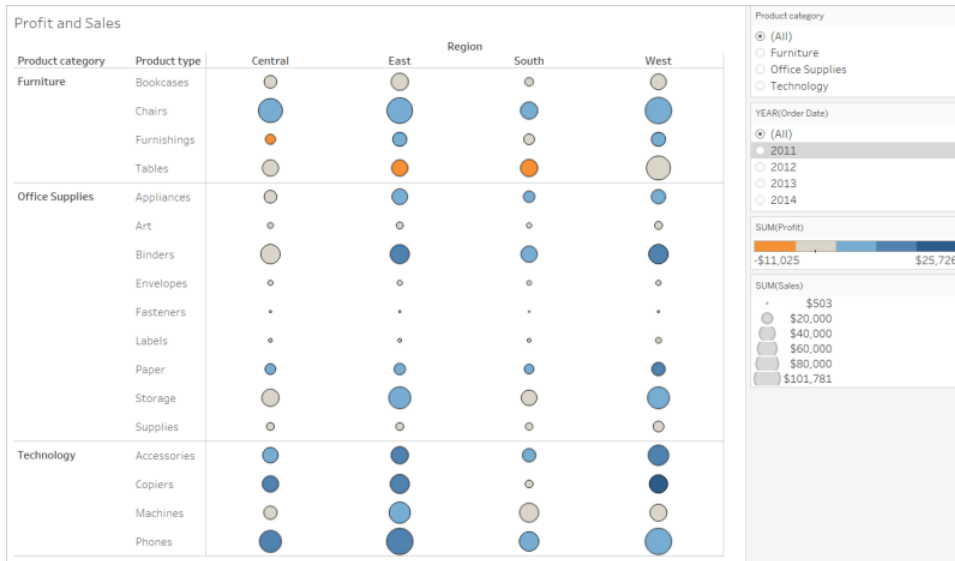 Profit and Sales
Region
Product category Product type Central East South West
Furniture Bookcases
Chairs
Furnishings
Tables
Office Supplies Appliances
Art
Binders
Envelopes
Fasteners
Labels
Paper
Storage
Supplies
Technology Accessories
Copiers
Machines
Phones
Product category
(All)
Furniture
Office Supplies
Technology
YEAR(Order Date)
(All)
2011
2012
2013
2014
SUM(Profit)
-$11,025 $25,726
SUM(Sales)
$503
$20,000
$40,000
$60,000
$80,000
$101,781